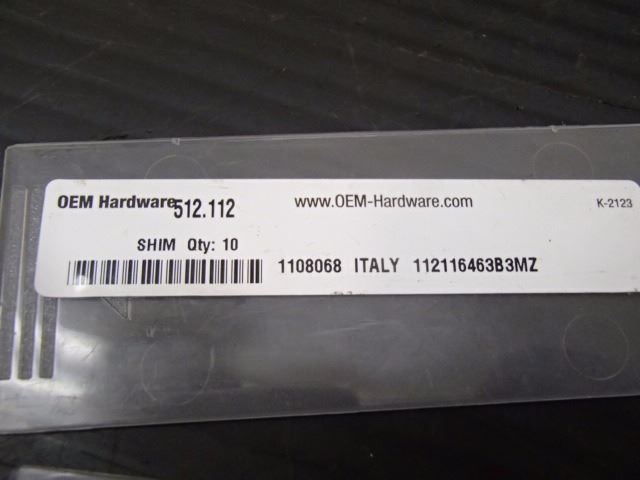 OEM Hardware 512.112 www.OEM-Hardware.com K-2123
SHIM Qty: 10
1108068 ITALY 112116463B3MZ